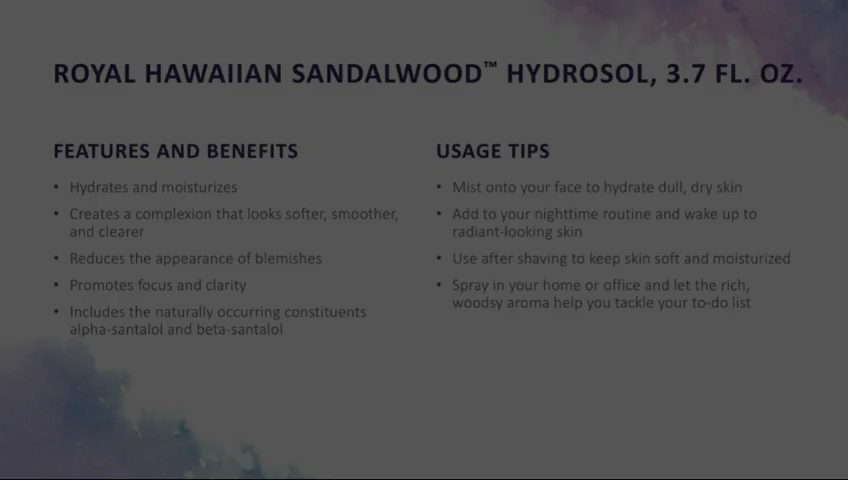 ROYAL HAWAIIAN SANDALWOOD™ HYDROSOL, 3.7 FL. OZ.
FEATURES AND BENEFITS
• Hydrates and moisturizes
• Creates a complexion that looks softer, smoother,
and clearer
• Reduces the appearance of blemishes
• Promotes focus and clarity
• Includes the naturally occurring constituents
alpha-santalol and beta-santalol
USAGE TIPS
• Mist onto your face to hydrate dull, dry skin
• Add to your nighttime routine and wake up to
radiant-looking skin
• Use after shaving to keep skin soft and moisturized
• Spray in your home or office and let the rich,
woodsy aroma help you tackle your to-do list